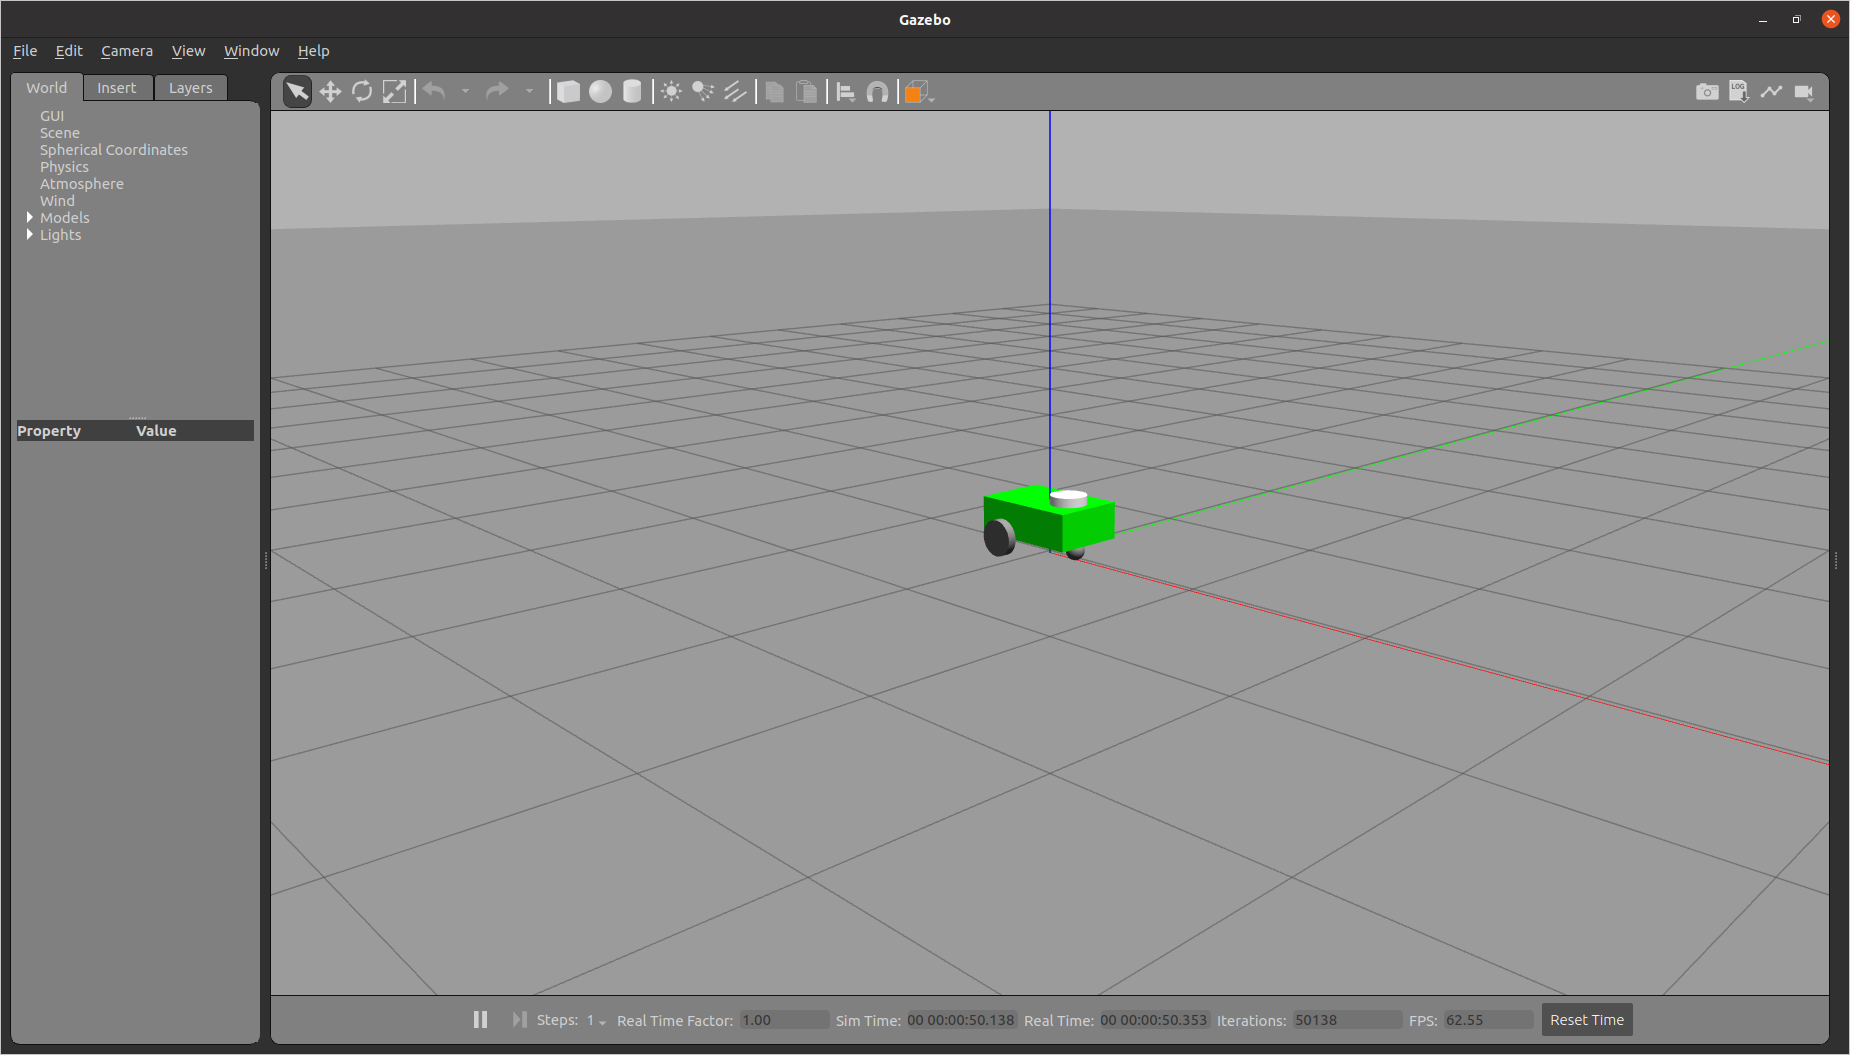 Gazebo
File Edit Camera View Window Help
World Insert Layers
LOG
GUI
Scene
Spherical Coordinates
Physics
Atmosphere
Wind
Models
Lights
Property Value
Steps: 1 Real Time Factor: 1.00 Sim Time: 00 00:00:50.138 Real Time: 00 00:00:50.353 Iterations: 50138 FPS: 62.55 Reset Time